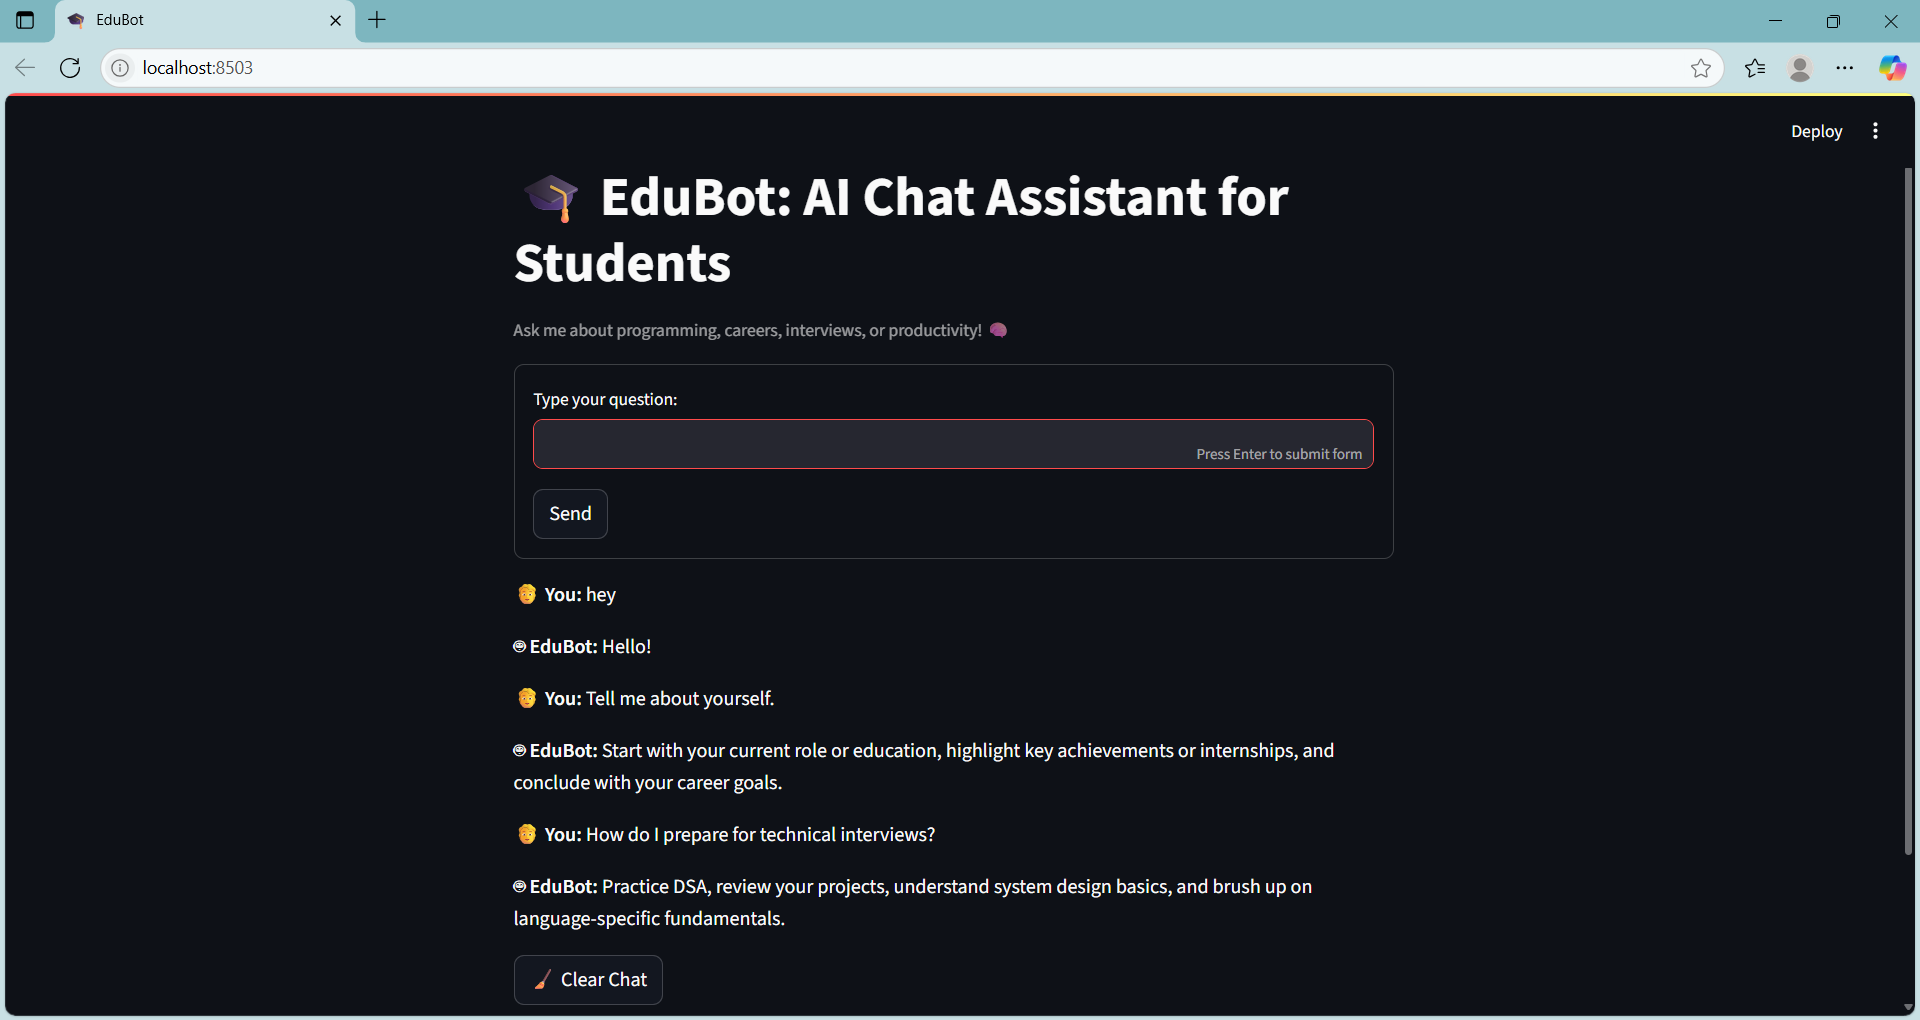 EduBot
localhost:8503
Deploy
🎓 EduBot: AI Chat Assistant for
Students
Ask me about programming, careers, interviews, or productivity! 🧠
Type your question:
Press Enter to submit form
Send
You: hey
EduBot: Hello!
You: Tell me about yourself.
EduBot: Start with your current role or education, highlight key achievements or internships, and
conclude with your career goals.
You: How do I prepare for technical interviews?
EduBot: Practice DSA, review your projects, understand system design basics, and brush up on
language-specific fundamentals.
Clear Chat